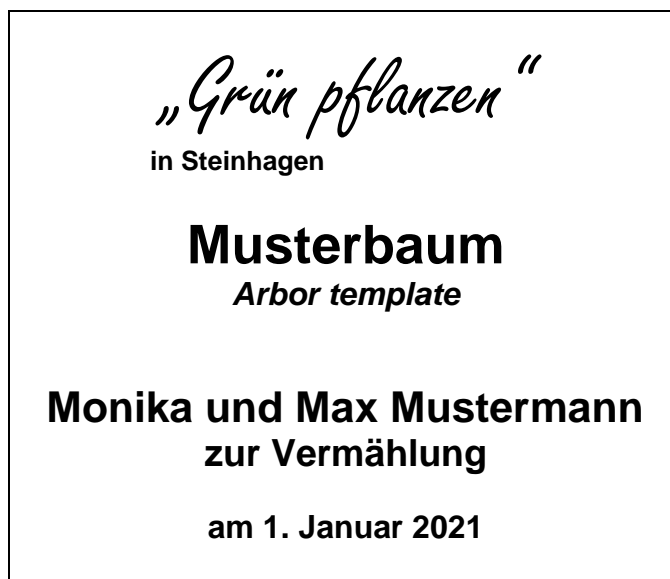 „Grün pflanzen“
in Steinhagen
Musterbaum
Arbor template
Monika und Max Mustermann
zur Vermählung
am 1. Januar 2021